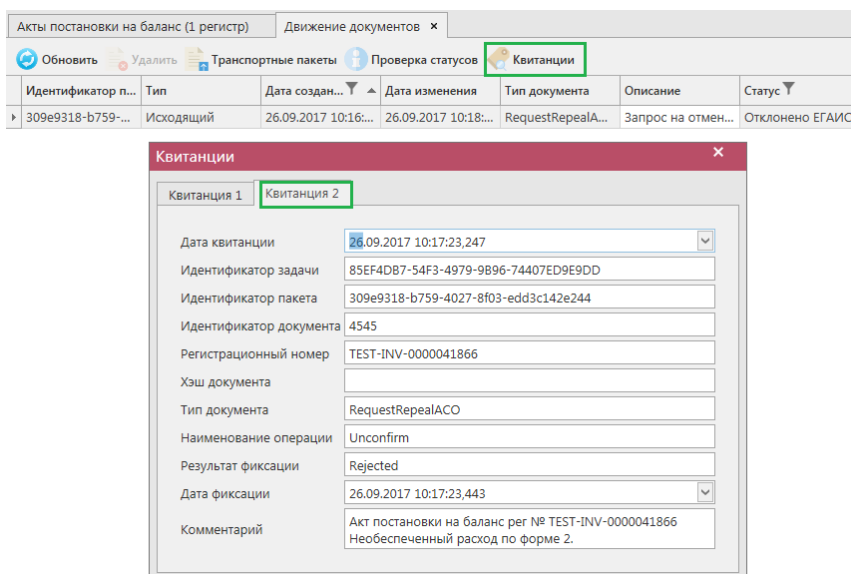 Акты постановки на баланс (1 регистр) Движение документов ×
Обновить Удалить Транспортные пакеты Проверка статусов Квитанции
Идентификатор п... Тип Дата создан... Дата изменения Тип документа Описание Статус
309e9318-b759-... Исходящий 26.09.2017 10:16:... 26.09.2017 10:18:... RequestRepealA... Запрос на отмен... Отклонено ЕГАИС
Квитанции ×
Квитанция 1 Квитанция 2
Дата квитанции 26.09.2017 10:17:23,247
Идентификатор задачи 85EF4DB7-54F3-4979-9B96-74407ED9E9DD
Идентификатор пакета 309e9318-b759-4027-8f03-edd3c142e244
Идентификатор документа 4545
Регистрационный номер TEST-INV-0000041866
Хэш документа
Тип документа RequestRepealACO
Наименование операции Unconfirm
Результат фиксации Rejected
Дата фиксации 26.09.2017 10:17:23,443
Комментарий Акт постановки на баланс рег № TEST-INV-0000041866
Необеспеченный расход по форме 2.